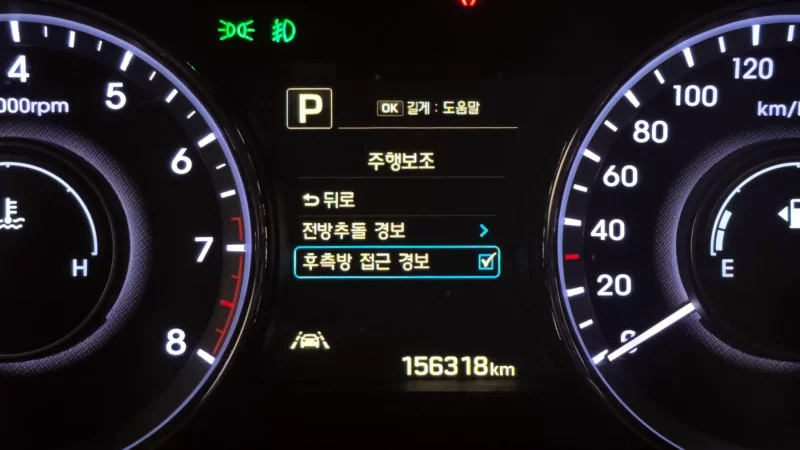 P
OK 길게 : 도움말
주행보조
뒤로
전방추돌 경보
후측방 접근 경보
156318km
4
5
6
7
8
000rpm
H
120
100
km/h
80
60
40
20
0
E